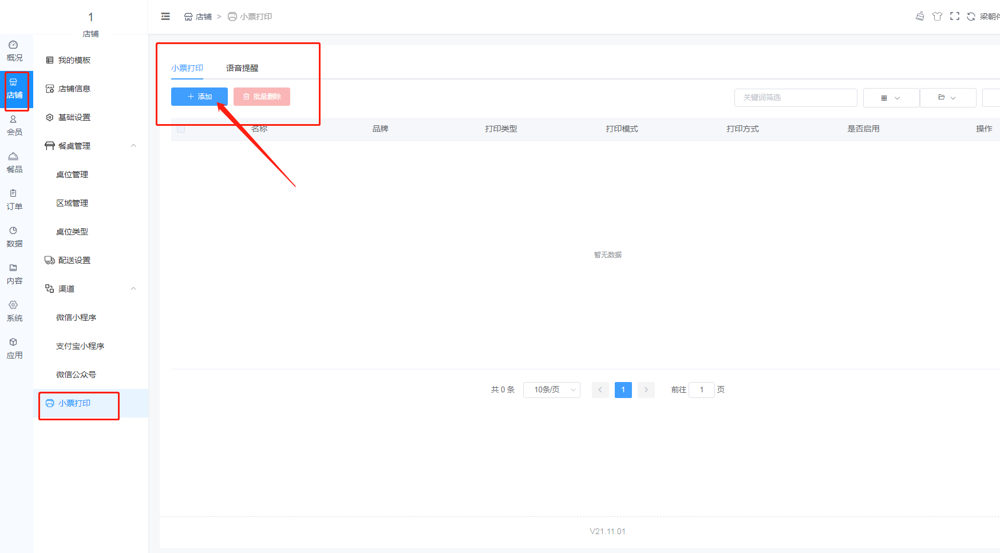 1
店铺
店铺 > 小票打印
概况
店铺
会员
餐品
订单
数据
内容
系统
应用
我的模板
店铺信息
基础设置
餐桌管理
桌位管理
区域管理
桌位类型
配送设置
渠道
微信小程序
支付宝小程序
微信公众号
小票打印
小票打印 语音提醒
添加 批量删除 关键词筛选
名称 品牌 打印类型 打印模式 打印方式 是否启用 操作
暂无数据
共 0 条 10条/页 < 1 > 前往 1 页
V21.11.01